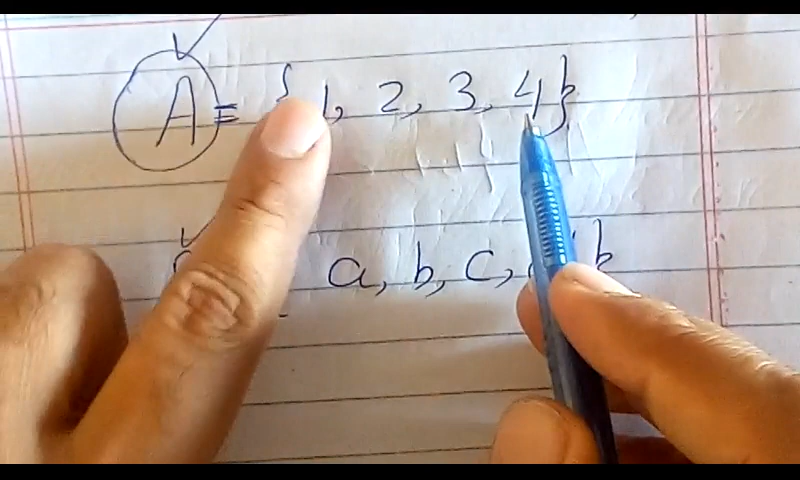 A = { 1, 2, 3, 4}
a, b, c, }